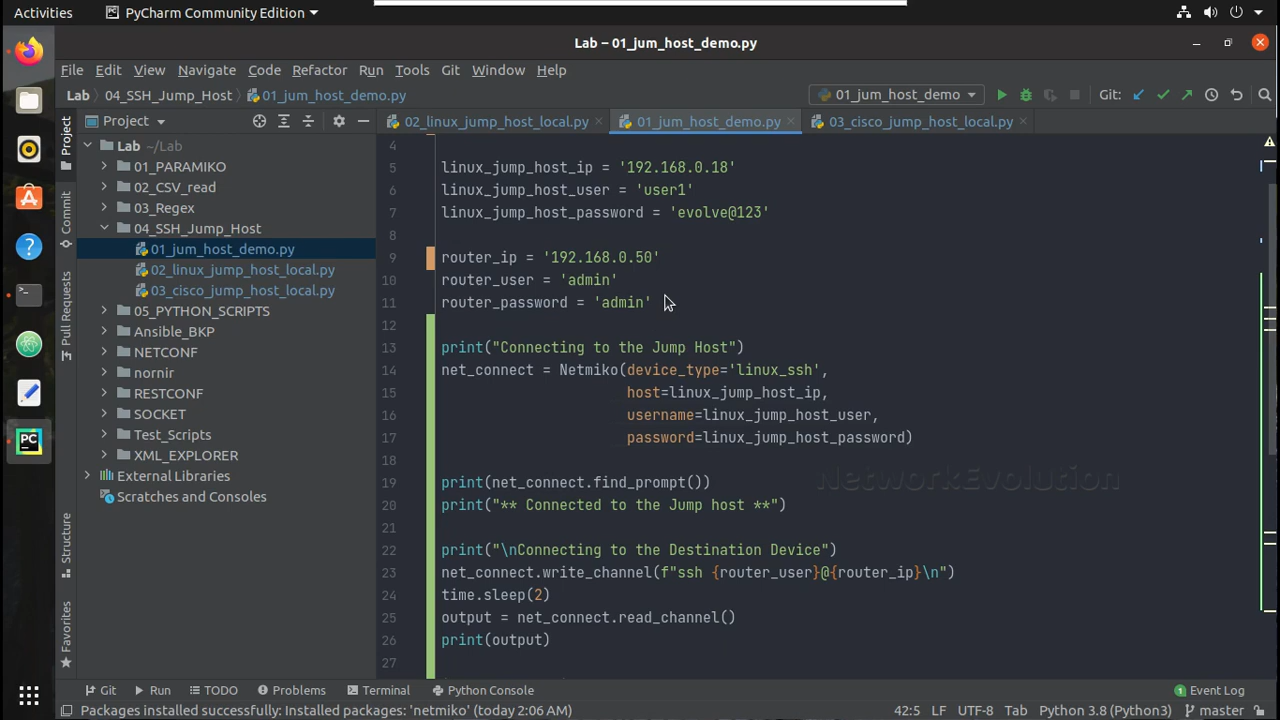 Activities PyCharm Community Edition
Lab – 01_jum_host_demo.py
File Edit View Navigate Code Refactor Run Tools Git Window Help
Lab 04_SSH_Jump_Host 01_jum_host_demo.py 01_jum_host_demo Git:
Project 02_linux_jump_host_local.py 01_jum_host_demo.py 03_cisco_jump_host_local.py
Project
Commit
Pull Requests
Structure
Favorites
Lab ~/Lab
01_PARAMIKO
02_CSV_read
03_Regex
04_SSH_Jump_Host
01_jum_host_demo.py
02_linux_jump_host_local.py
03_cisco_jump_host_local.py
05_PYTHON_SCRIPTS
Ansible_BKP
NETCONF
nornir
RESTCONF
SOCKET
Test_Scripts
XML_EXPLORER
External Libraries
Scratches and Consoles
4
5 linux_jump_host_ip = '192.168.0.18'
6 linux_jump_host_user = 'user1'
7 linux_jump_host_password = 'evolve@123'
8
9 router_ip = '192.168.0.50'
10 router_user = 'admin'
11 router_password = 'admin'
12
13 print("Connecting to the Jump Host")
14 net_connect = Netmiko(device_type='linux_ssh',
15 host=linux_jump_host_ip,
16 username=linux_jump_host_user,
17 password=linux_jump_host_password)
18
19 print(net_connect.find_prompt())
20 print("** Connected to the Jump host **")
21
22 print("\nConnecting to the Destination Device")
23 net_connect.write_channel(f"ssh {router_user}@{router_ip}\n")
24 time.sleep(2)
25 output = net_connect.read_channel()
26 print(output)
27
NetworkEvolution
Git Run TODO Problems Terminal Python Console 1 Event Log
Packages installed successfully: Installed packages: 'netmiko' (today 2:06 AM) 42:5 LF UTF-8 Tab Python 3.8 (Python3) master